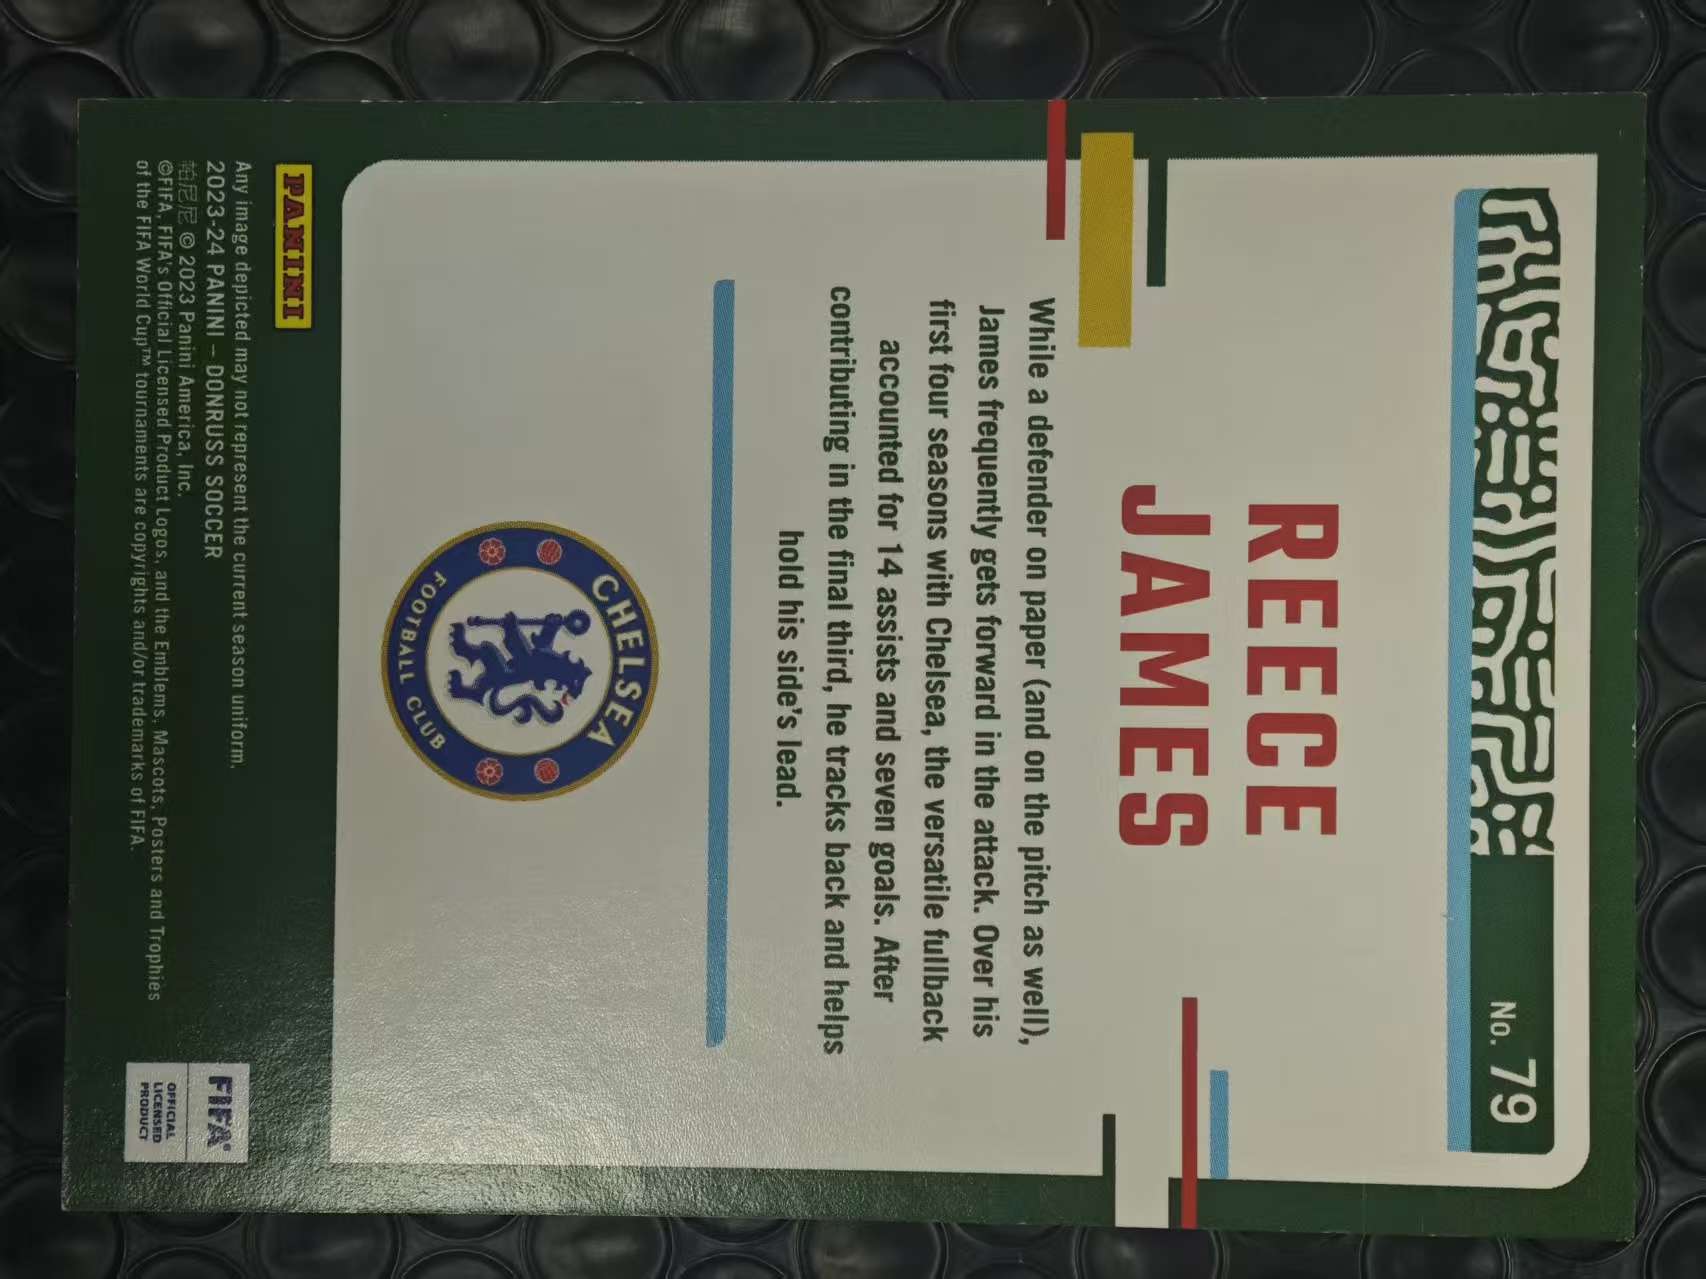 No. 79
REECE
JAMES
While a defender on paper (and on the pitch as well),
James frequently gets forward in the attack. Over his
first four seasons with Chelsea, the versatile fullback
accounted for 14 assists and seven goals. After
contributing in the final third, he tracks back and helps
hold his side's lead.
CHELSEA
FOOTBALL CLUB
PANINI
Any image depicted may not represent the current season uniform.
2023-24 PANINI – DONRUSS SOCCER
帕尼尼 © 2023 Panini America, Inc.
©FIFA, FIFA's Official Licensed Product Logos, and the Emblems, Mascots, Posters and Trophies
of the FIFA World Cup™ tournaments are copyrights and/or trademarks of FIFA.
FIFA®
OFFICIAL
LICENSED
PRODUCT